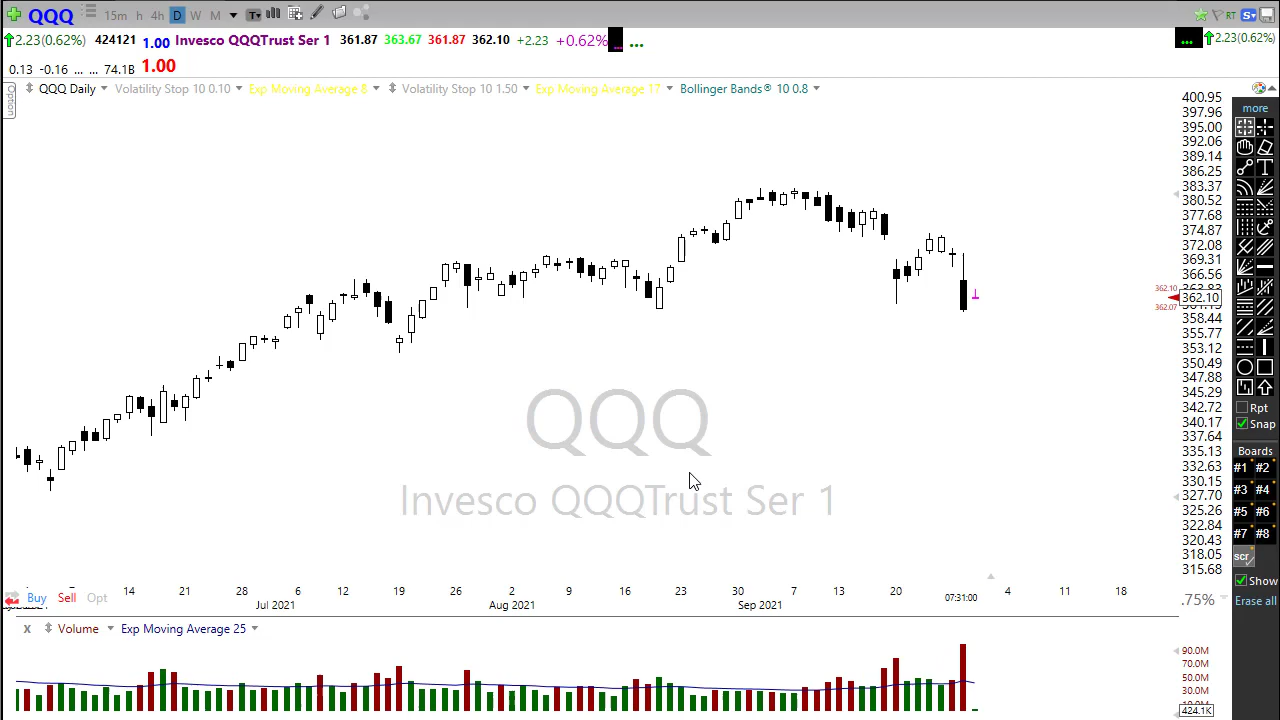 QQQ 15m h 4h D W M T RT S
2.23(0.62%) 424121 1.00 Invesco QQQTrust Ser 1 361.87 363.67 361.87 362.10 +2.23 +0.62% ... ... 2.23(0.62%)
0.13 -0.16 ... ... 74.1B 1.00
Option
QQQ Daily Volatility Stop 10 0.10 Exp Moving Average 8 Volatility Stop 10 1.50 Exp Moving Average 17 Bollinger Bands® 10 0.8
400.95
397.96
395.00
392.06
389.14
386.25
383.37
380.52
377.68
374.87
372.08
369.31
366.56
362.10
362.10
362.07
358.44
355.77
353.12
350.49
347.88
345.29
342.72
340.17
337.64
335.13
332.63
330.15
327.70
325.26
322.84
320.43
318.05
315.68
more
Rpt
Snap
Boards
#1 #2
#3 #4
#5 #6
#7 #8
scr
Show
Erase all
QQQ
Invesco QQQTrust Ser 1
14 21 28 6 12 19 26 2 9 16 23 30 7 13 20 07:31:00 4 11 18
Buy Sell Opt
Jul 2021 Aug 2021 Sep 2021
.75%
X Volume Exp Moving Average 25
90.0M
70.0M
50.0M
30.0M
424.1K